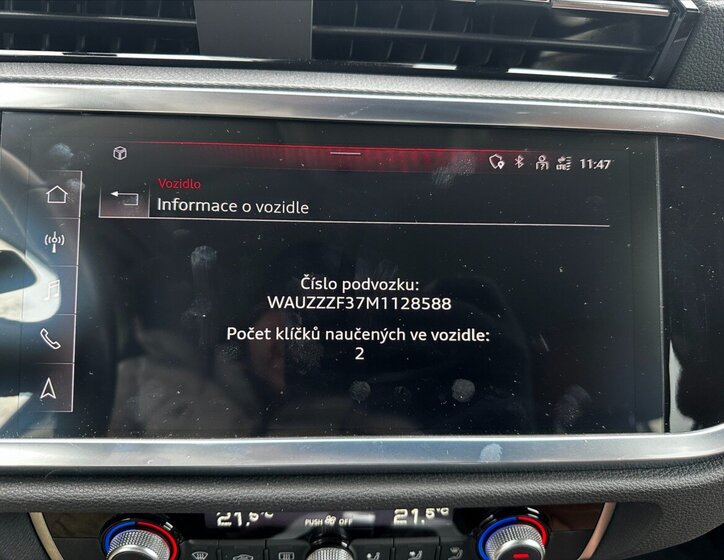 11:47
Vozidlo
Informace o vozidle
Číslo podvozku:
WAUZZZF37M1128588
Počet klíčků naučených ve vozidle:
2
21,5°C
PUSH OFF
21,5°C